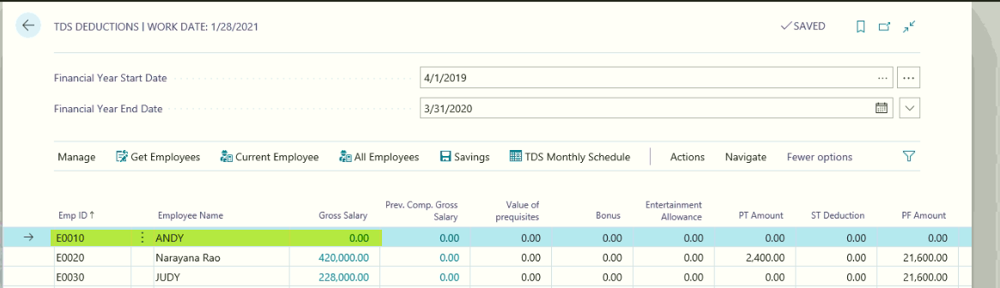 TDS DEDUCTIONS | WORK DATE: 1/28/2021 ✓SAVED
Financial Year Start Date 4/1/2019 ... ...
Financial Year End Date 3/31/2020
Manage Get Employees Current Employee All Employees Savings TDS Monthly Schedule Actions Navigate Fewer options
Emp ID ↑ Employee Name Gross Salary Prev. Comp. Gross Salary Value of prequisites Bonus Entertainment Allowance PT Amount ST Deduction PF Amount
→ E0010 ⋮ ANDY 0.00 0.00 0.00 0.00 0.00 0.00 0.00 0.00
E0020 Narayana Rao 420,000.00 0.00 0.00 0.00 0.00 2,400.00 0.00 21,600.00
E0030 JUDY 228,000.00 0.00 0.00 0.00 0.00 0.00 0.00 21,600.00